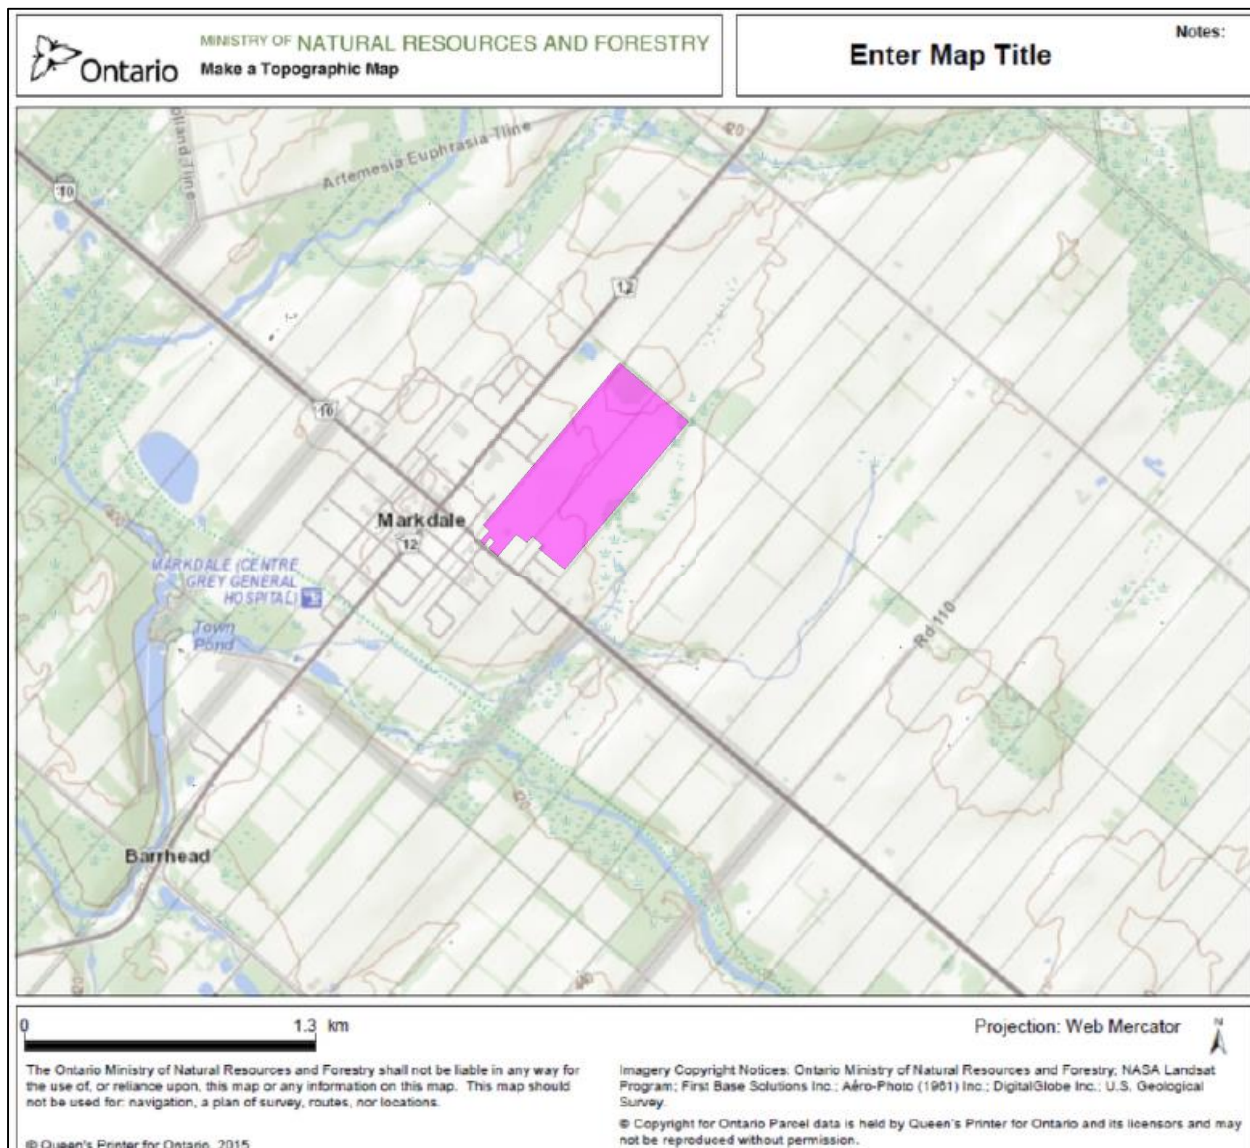 Ontario
MINISTRY OF NATURAL RESOURCES AND FORESTRY
Make a Topographic Map
Enter Map Title
Notes:
Artemesia Euphrasia Tline
10
12
10
Markdale
12
MARKDALE (CENTRE
GREY GENERAL
HOSPITAL)
Town
Pond
Rd 110
Barrhead
0 1.3 km
Projection: Web Mercator
N
The Ontario Ministry of Natural Resources and Forestry shall not be liable in any way for
the use of, or reliance upon, this map or any information on this map. This map should
not be used for: navigation, a plan of survey, routes, nor locations.
© Queen's Printer for Ontario, 2015
Imagery Copyright Notices: Ontario Ministry of Natural Resources and Forestry; NASA Landsat
Program; First Base Solutions Inc.; Aéro-Photo (1961) Inc.; DigitalGlobe Inc.; U.S. Geological
Survey.
© Copyright for Ontario Parcel data is held by Queen's Printer for Ontario and its licensors and may
not be reproduced without permission.